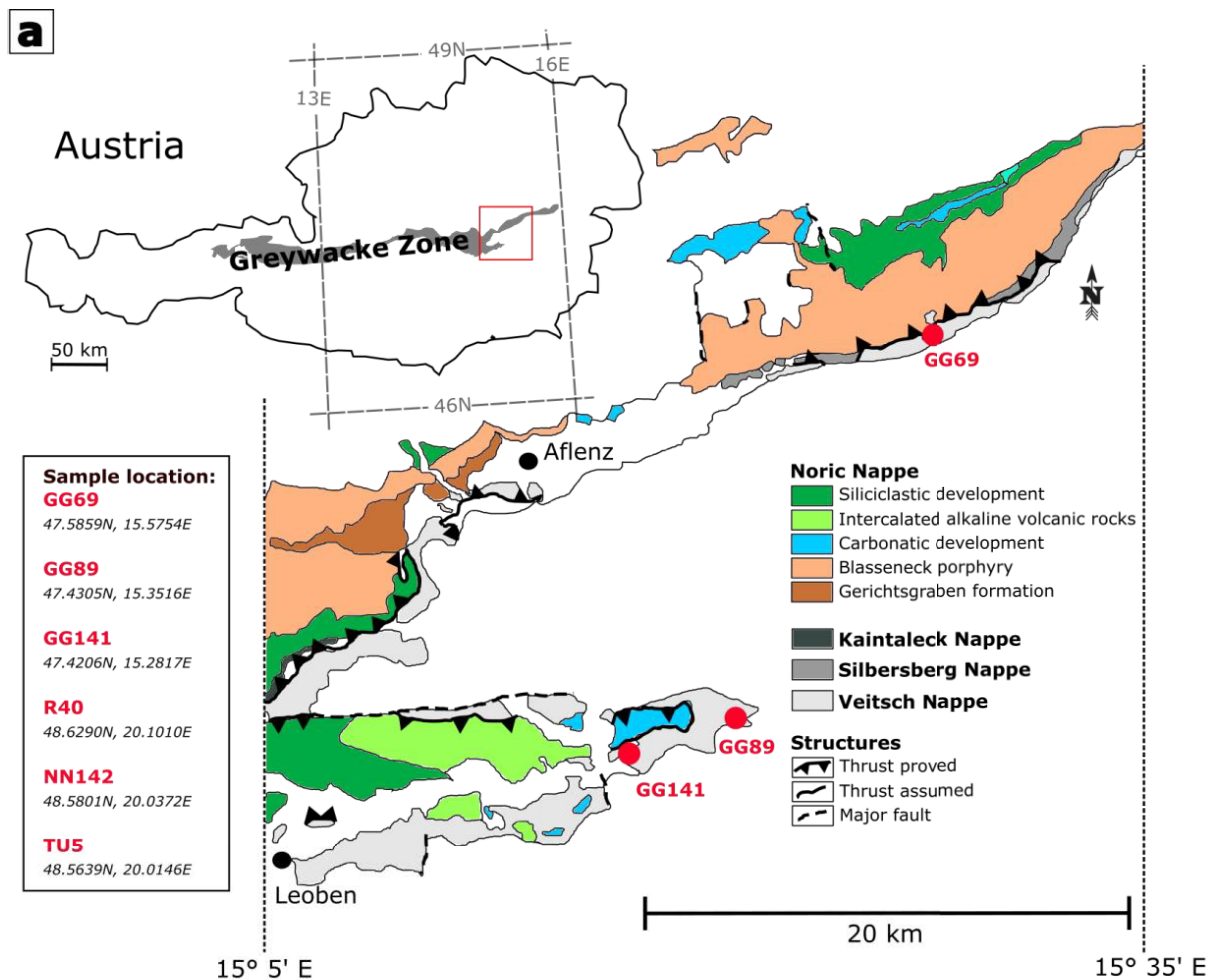 a
49N
16E
13E
Austria
Greywacke Zone
50 km
46N
N
GG69
Aflenz
Sample location:
GG69
47.5859N, 15.5754E
GG89
47.4305N, 15.3516E
GG141
47.4206N, 15.2817E
R40
48.6290N, 20.1010E
NN142
48.5801N, 20.0372E
TU5
48.5639N, 20.0146E
Noric Nappe
Siliciclastic development
Intercalated alkaline volcanic rocks
Carbonatic development
Blasseneck porphyry
Gerichtsgraben formation
Kaintaleck Nappe
Silbersberg Nappe
Veitsch Nappe
Structures
Thrust proved
Thrust assumed
Major fault
GG89
GG141
Leoben
20 km
15° 5' E
15° 35' E